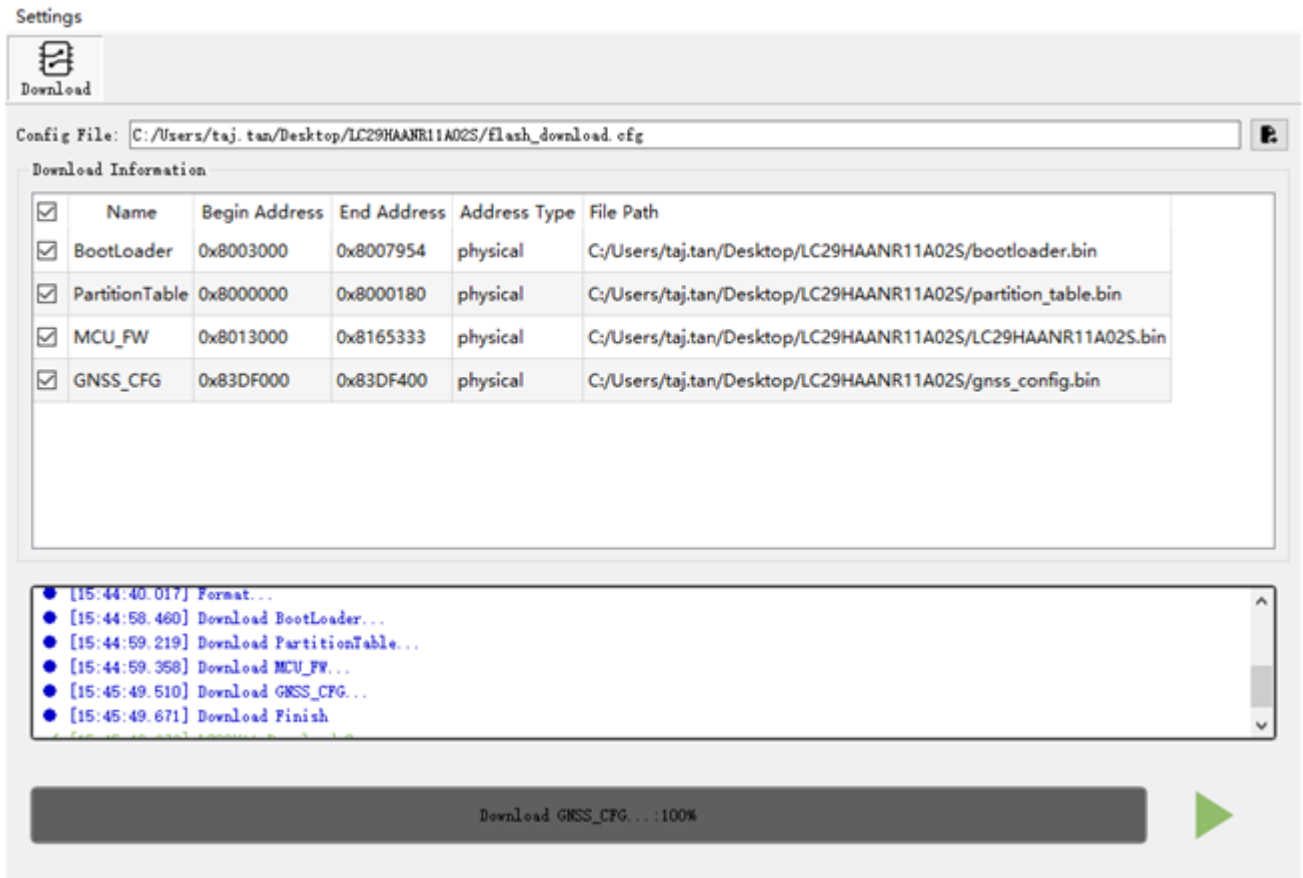 Settings
Download
Config File: C:/Users/taj.tan/Desktop/LC29HAANR11A02S/flash_download.cfg
Download Information
Name Begin Address End Address Address Type File Path
BootLoader 0x8003000 0x8007954 physical C:/Users/taj.tan/Desktop/LC29HAANR11A02S/bootloader.bin
PartitionTable 0x8000000 0x8000180 physical C:/Users/taj.tan/Desktop/LC29HAANR11A02S/partition_table.bin
MCU_FW 0x8013000 0x8165333 physical C:/Users/taj.tan/Desktop/LC29HAANR11A02S/LC29HAANR11A02S.bin
GNSS_CFG 0x83DF000 0x83DF400 physical C:/Users/taj.tan/Desktop/LC29HAANR11A02S/gnss_config.bin
[15:44:40.017] Format...
[15:44:58.460] Download BootLoader...
[15:44:59.219] Download PartitionTable...
[15:44:59.358] Download MCU_FW...
[15:45:49.510] Download GNSS_CFG...
[15:45:49.671] Download Finish
Download GNSS_CFG...:100%